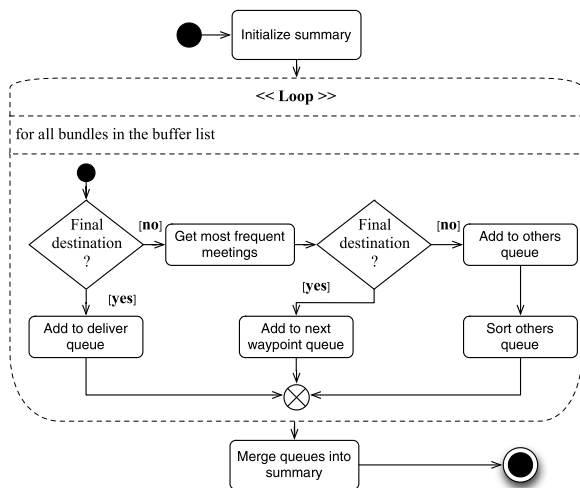 Initialize summary
<< Loop >>
for all bundles in the buffer list
Final
destination
?
[no]
Get most frequent
meetings
Final
destination
?
[no]
Add to others
queue
[yes]
[yes]
Add to deliver
queue
Add to next
waypoint queue
Sort others
queue
Merge queues into
summary